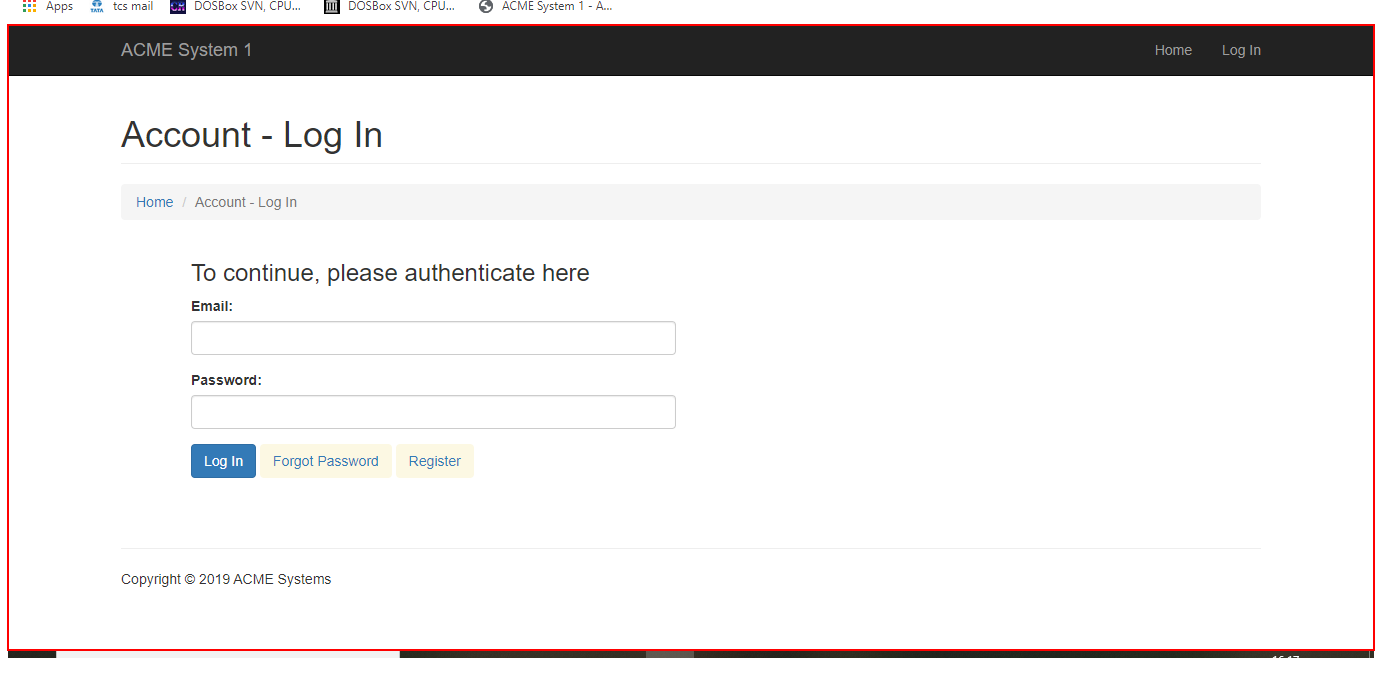 Apps TATA tcs mail DOSBox SVN, CPU... DOSBox SVN, CPU... ACME System 1 - A...
ACME System 1 Home Log In
Account - Log In
Home / Account - Log In
To continue, please authenticate here
Email:
Password:
Log In Forgot Password Register
Copyright © 2019 ACME Systems